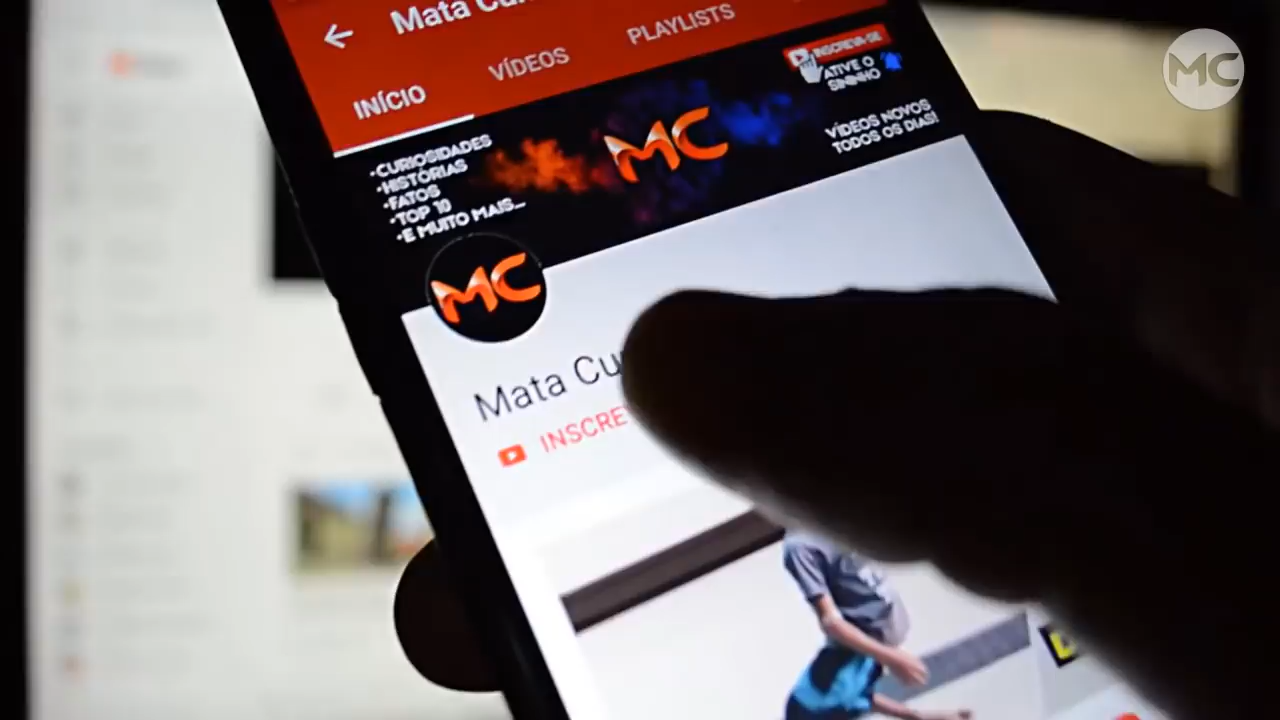 Mata Cu
INÍCIO
VÍDEOS
PLAYLISTS
•CURIOSIDADES
•HISTÓRIAS
•FATOS
•TOP 10
•E MUITO MAIS...
MC
INSCREVA-SE
ATIVE O
SININHO
VÍDEOS NOVOS
TODOS OS DIAS!
MC
Mata Cu
INSCRE
MC